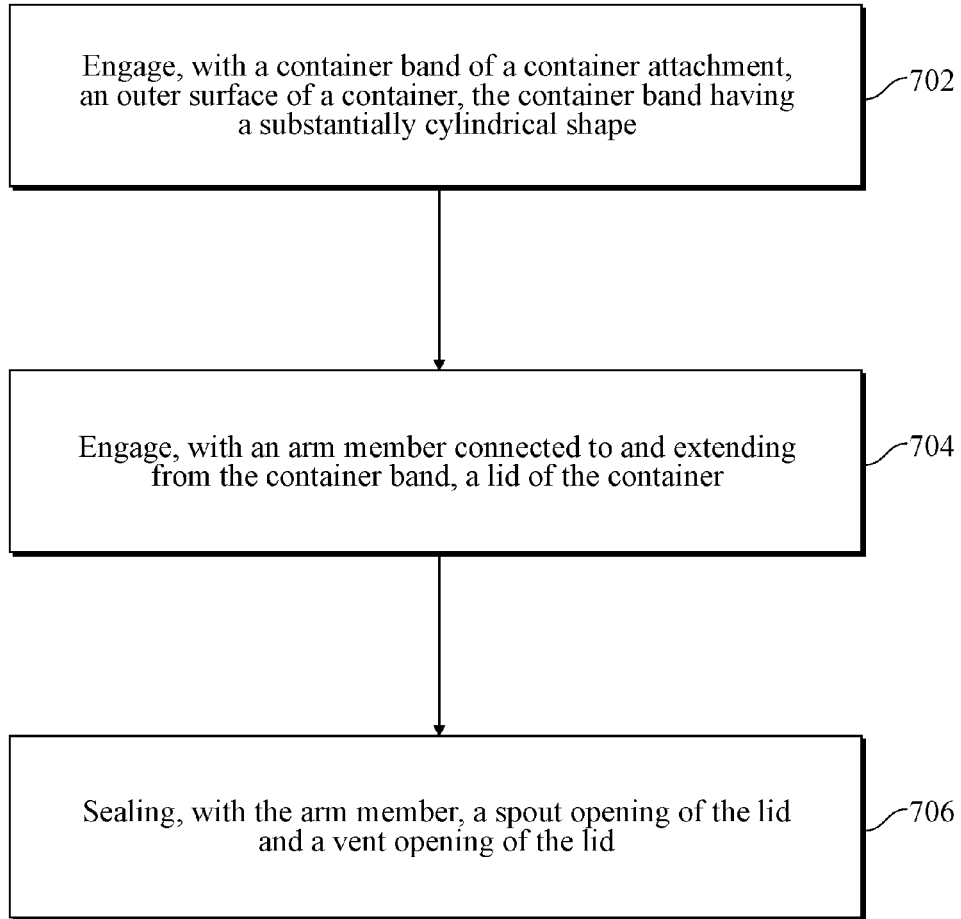 Engage, with a container band of a container attachment,
an outer surface of a container, the container band having
a substantially cylindrical shape
702
Engage, with an arm member connected to and extending
from the container band, a lid of the container
704
Sealing, with the arm member, a spout opening of the lid
and a vent opening of the lid
706